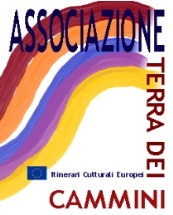 ASSOCIAZIONE
TERRA DEI
Itinerari Culturali Europei
CAMMINI